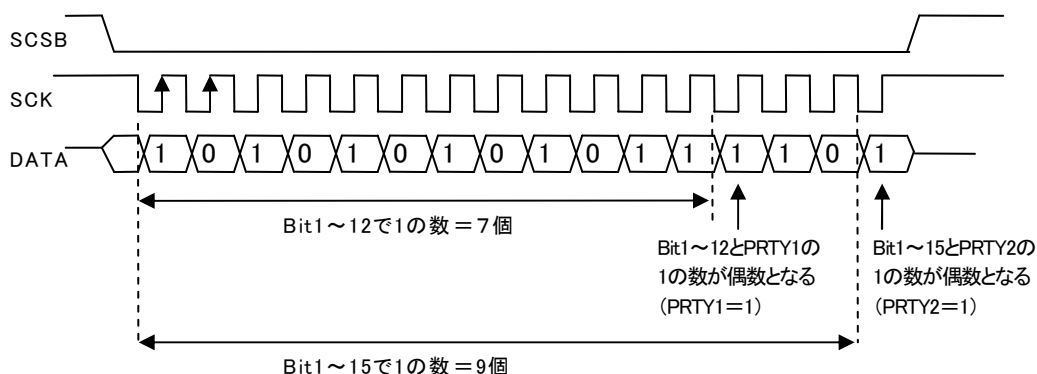 SCSB
SCK
DATA 1 0 1 0 1 0 1 0 1 0 1 1 1 1 0 1
Bit1～12で1の数＝7個
Bit1～12とPRTY1の
1の数が偶数となる
(PRTY1＝1)
Bit1～15とPRTY2の
1の数が偶数となる
(PRTY2＝1)
Bit1～15で1の数＝9個